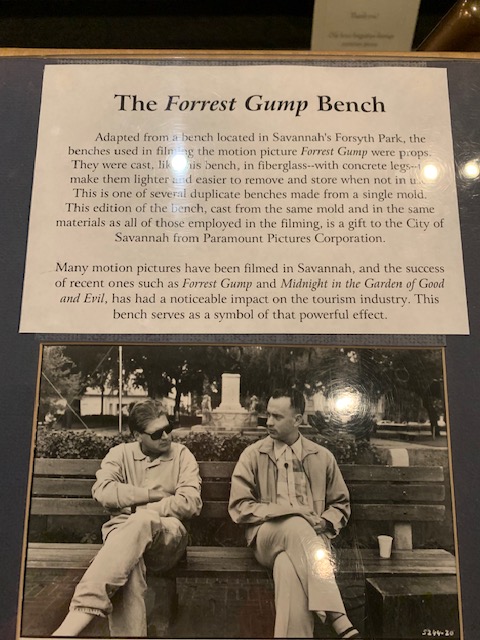 Thank you!
The Forrest Gump Bench
Adapted from a bench located in Savannah's Forsyth Park, the
benches used in filming the motion picture Forrest Gump were props.
They were cast, like this bench, in fiberglass--with concrete legs--to
make them lighter and easier to remove and store when not in use.
This is one of several duplicate benches made from a single mold.
This edition of the bench, cast from the same mold and in the same
materials as all of those employed in the filming, is a gift to the City of
Savannah from Paramount Pictures Corporation.
Many motion pictures have been filmed in Savannah, and the success
of recent ones such as Forrest Gump and Midnight in the Garden of Good
and Evil, has had a noticeable impact on the tourism industry. This
bench serves as a symbol of that powerful effect.
5244-20